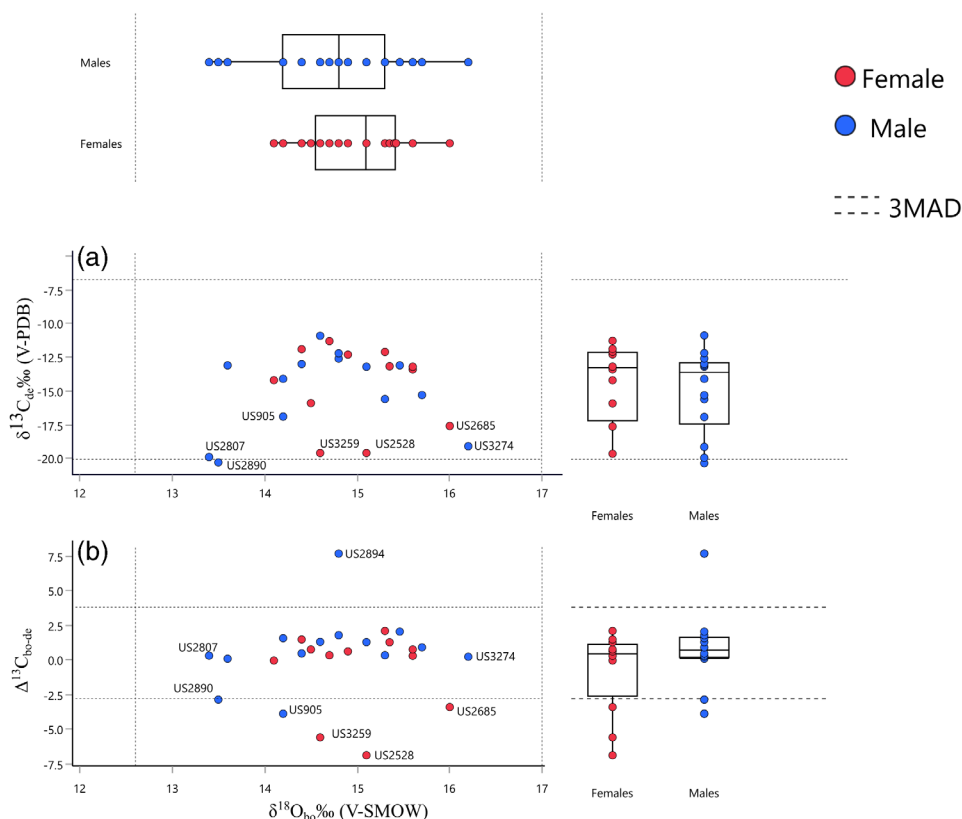 Males
Females
Female
Male
3MAD
(a)
δ¹³C_de‰ (V-PDB)
-7.5
-10.0
-12.5
-15.0
-17.5
-20.0
US905
US2807
US2890
US3259
US2528
US2685
US3274
12 13 14 15 16 17
Females Males
(b)
Δ¹³C_bo-de
7.5
5.0
2.5
0.0
-2.5
-5.0
-7.5
US2894
US2807
US3274
US2890
US905
US2685
US3259
US2528
12 13 14 15 16 17
Females Males
δ¹⁸O_bo‰ (V-SMOW)